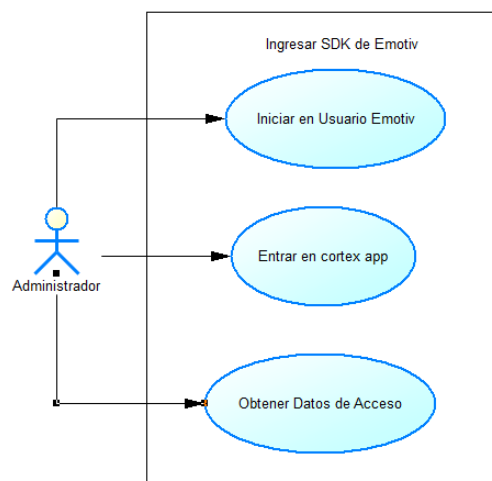 Ingresar SDK de Emotiv
Iniciar en Usuario Emotiv
Entrar en cortex app
Administrador
Obtener Datos de Acceso